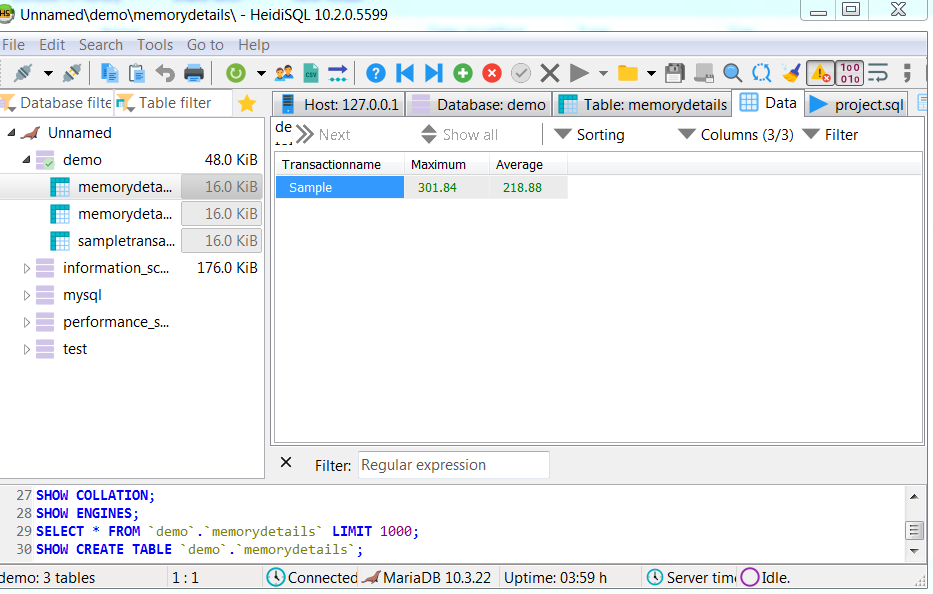 Unnamed\demo\memorydetails\ - HeidiSQL 10.2.0.5599
File Edit Search Tools Go to Help
Database filte Table filter Host: 127.0.0.1 Database: demo Table: memorydetails Data project.sql
Unnamed
Next Show all Sorting Columns (3/3) Filter
demo 48.0 KiB
Transactionname Maximum Average
memorydeta... 16.0 KiB
Sample 301.84 218.88
memorydeta... 16.0 KiB
sampletransa... 16.0 KiB
information_sc... 176.0 KiB
mysql
performance_s...
test
Filter: Regular expression
27 SHOW COLLATION;
28 SHOW ENGINES;
29 SELECT * FROM `demo`.`memorydetails` LIMIT 1000;
30 SHOW CREATE TABLE `demo`.`memorydetails`;
demo: 3 tables 1 : 1 Connected MariaDB 10.3.22 Uptime: 03:59 h Server time Idle.